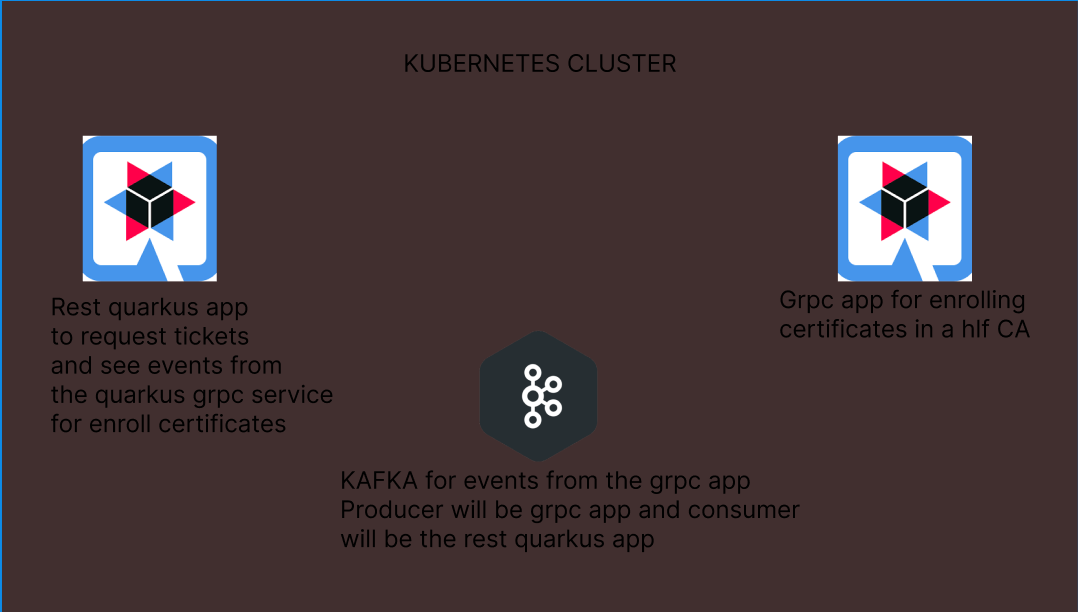 KUBERNETES CLUSTER
Rest quarkus app
to request tickets
and see events from
the quarkus grpc service
for enroll certificates
Grpc app for enrolling
certificates in a hlf CA
KAFKA for events from the grpc app
Producer will be grpc app and consumer
will be the rest quarkus app